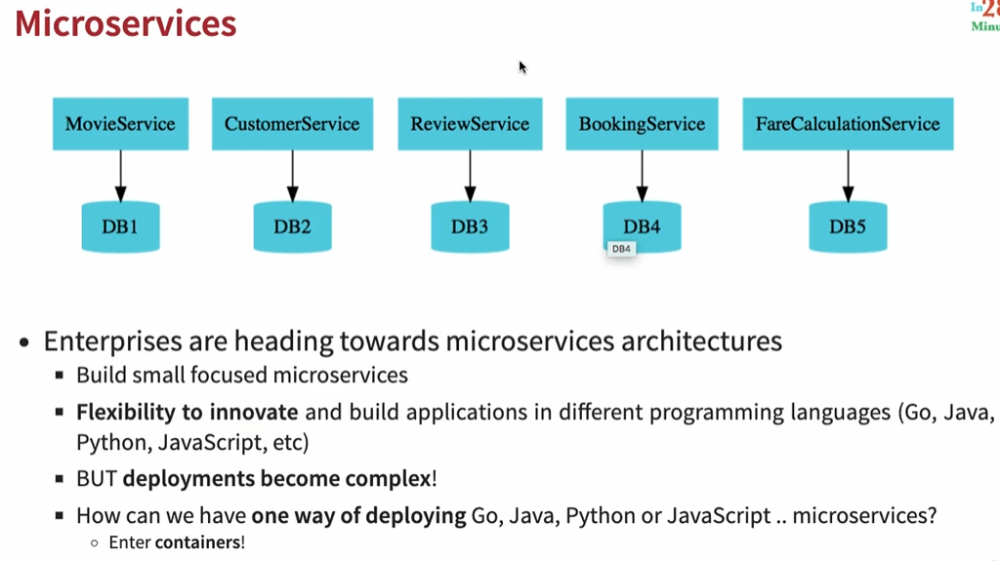 Microservices
In28
Minu
MovieService
CustomerService
ReviewService
BookingService
FareCalculationService
DB1
DB2
DB3
DB4
DB5
DB4
Enterprises are heading towards microservices architectures
Build small focused microservices
Flexibility to innovate and build applications in different programming languages (Go, Java,
Python, JavaScript, etc)
BUT deployments become complex!
How can we have one way of deploying Go, Java, Python or JavaScript .. microservices?
Enter containers!